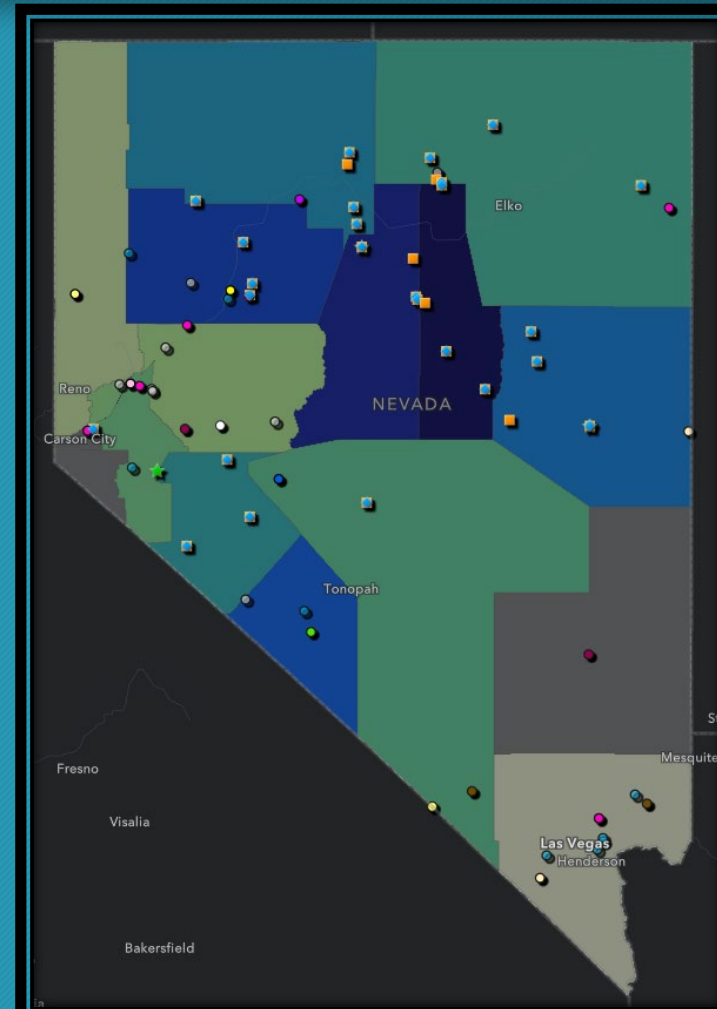 Elko
Reno
NEVADA
Carson City
Tonopah
Fresno
Mesquite
Visalia
Las Vegas
Henderson
Bakersfield